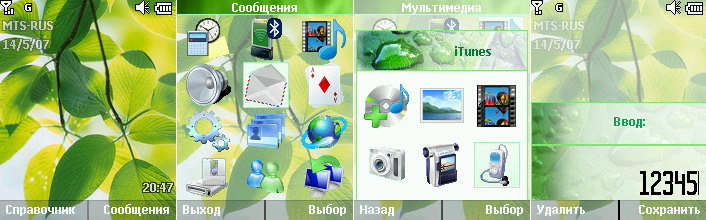 G
MTS-RUS
14/5/07
20:47
Справочник
Сообщения
Сообщения
Выход
Выбор
Мультимедиа
iTunes
Назад
Выбор
G
MTS-RUS
14/5/07
Ввод:
12345
Удалить
Сохранить